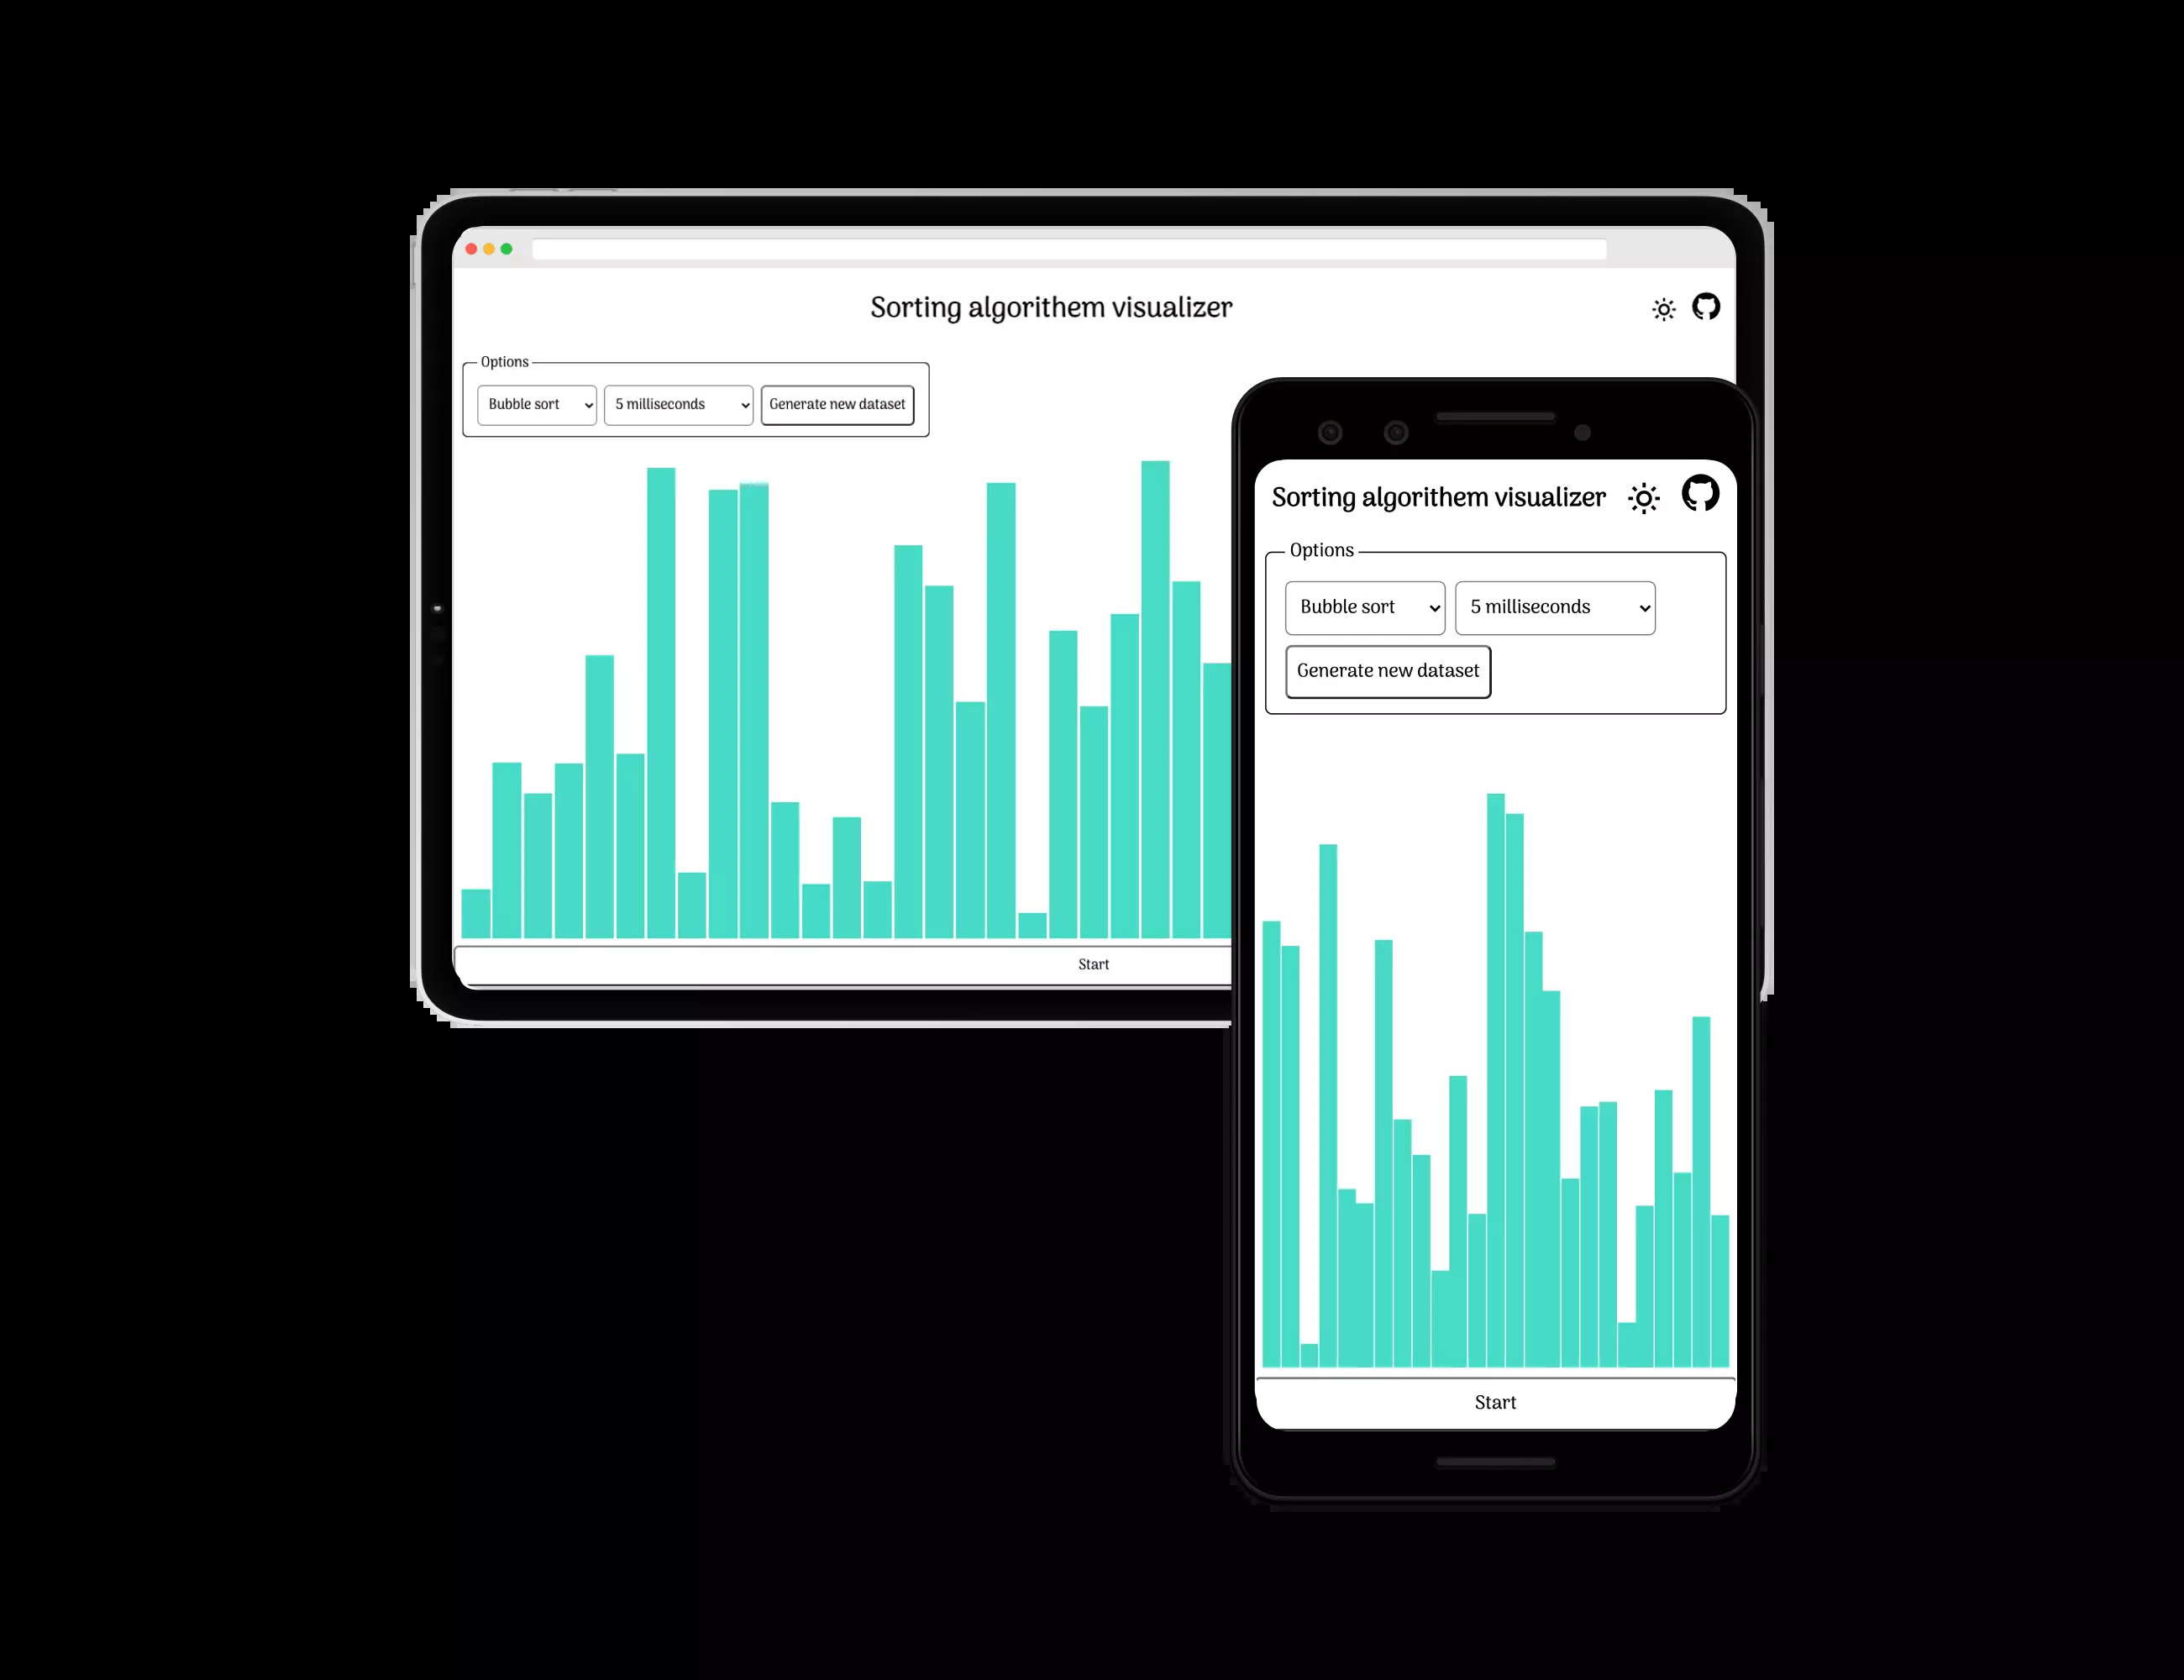 Sorting algorithem visualizer
Options
Bubble sort 5 milliseconds Generate new dataset
Start
Sorting algorithem visualizer
Options
Bubble sort 5 milliseconds
Generate new dataset
Start